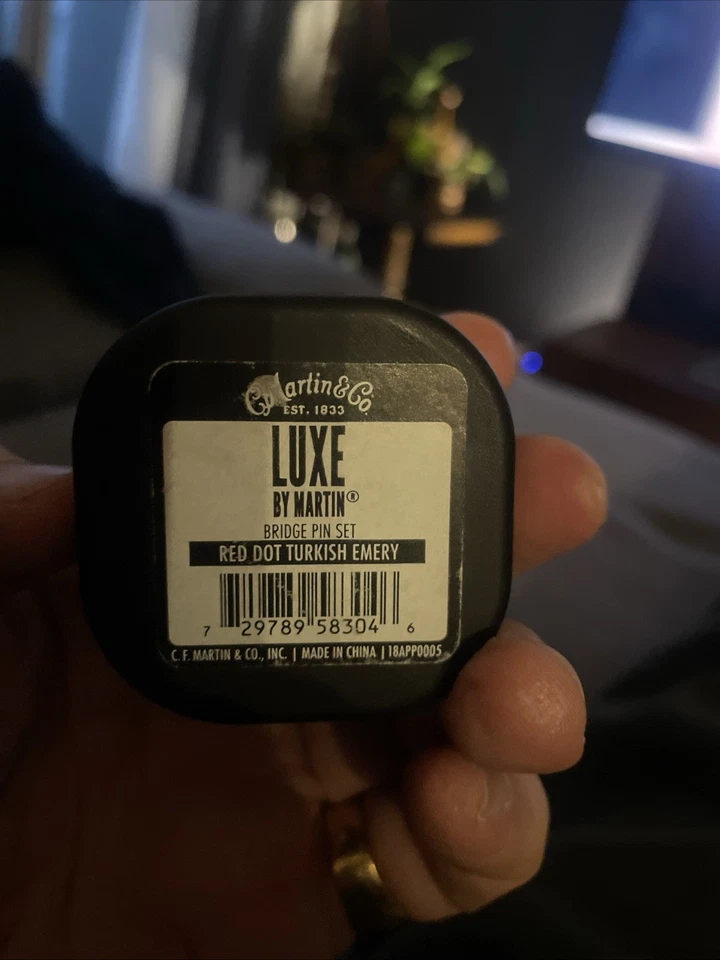 C.F. Martin & Co.
EST. 1833
LUXE
BY MARTIN®
BRIDGE PIN SET
RED DOT TURKISH EMERY
7 29789 58304 6
C. F. MARTIN & CO., INC. | MADE IN CHINA | 18APP0005